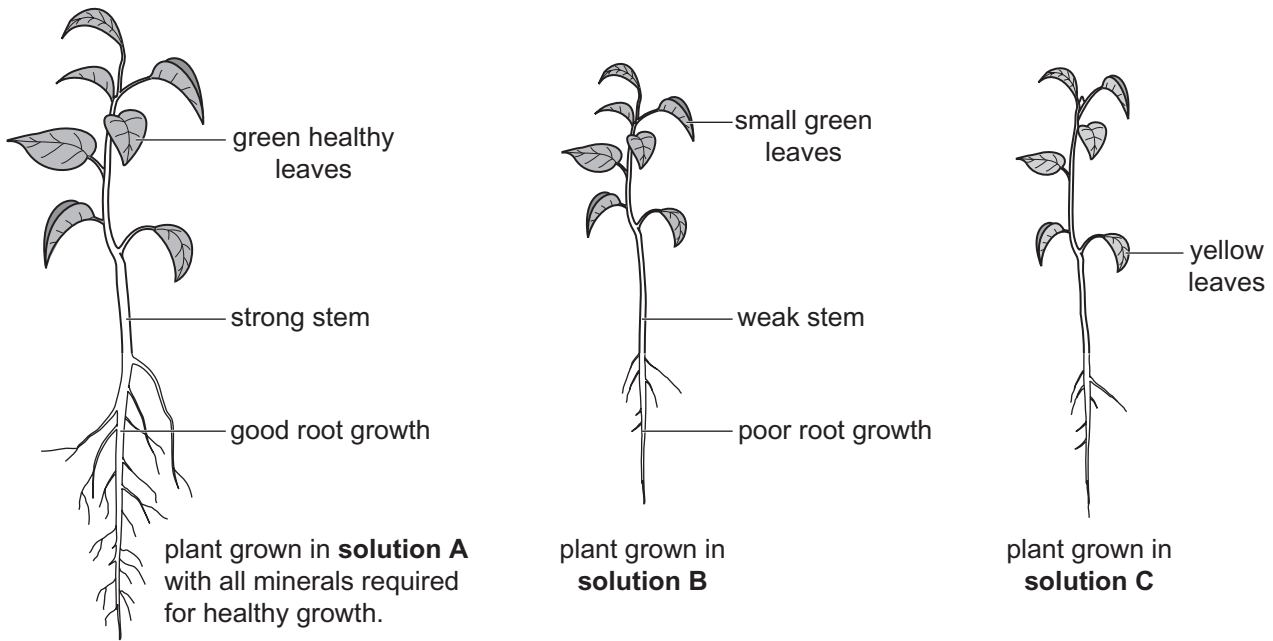 green healthy
leaves
strong stem
good root growth
plant grown in solution A
with all minerals required
for healthy growth.
small green
leaves
weak stem
poor root growth
plant grown in
solution B
yellow
leaves
plant grown in
solution C